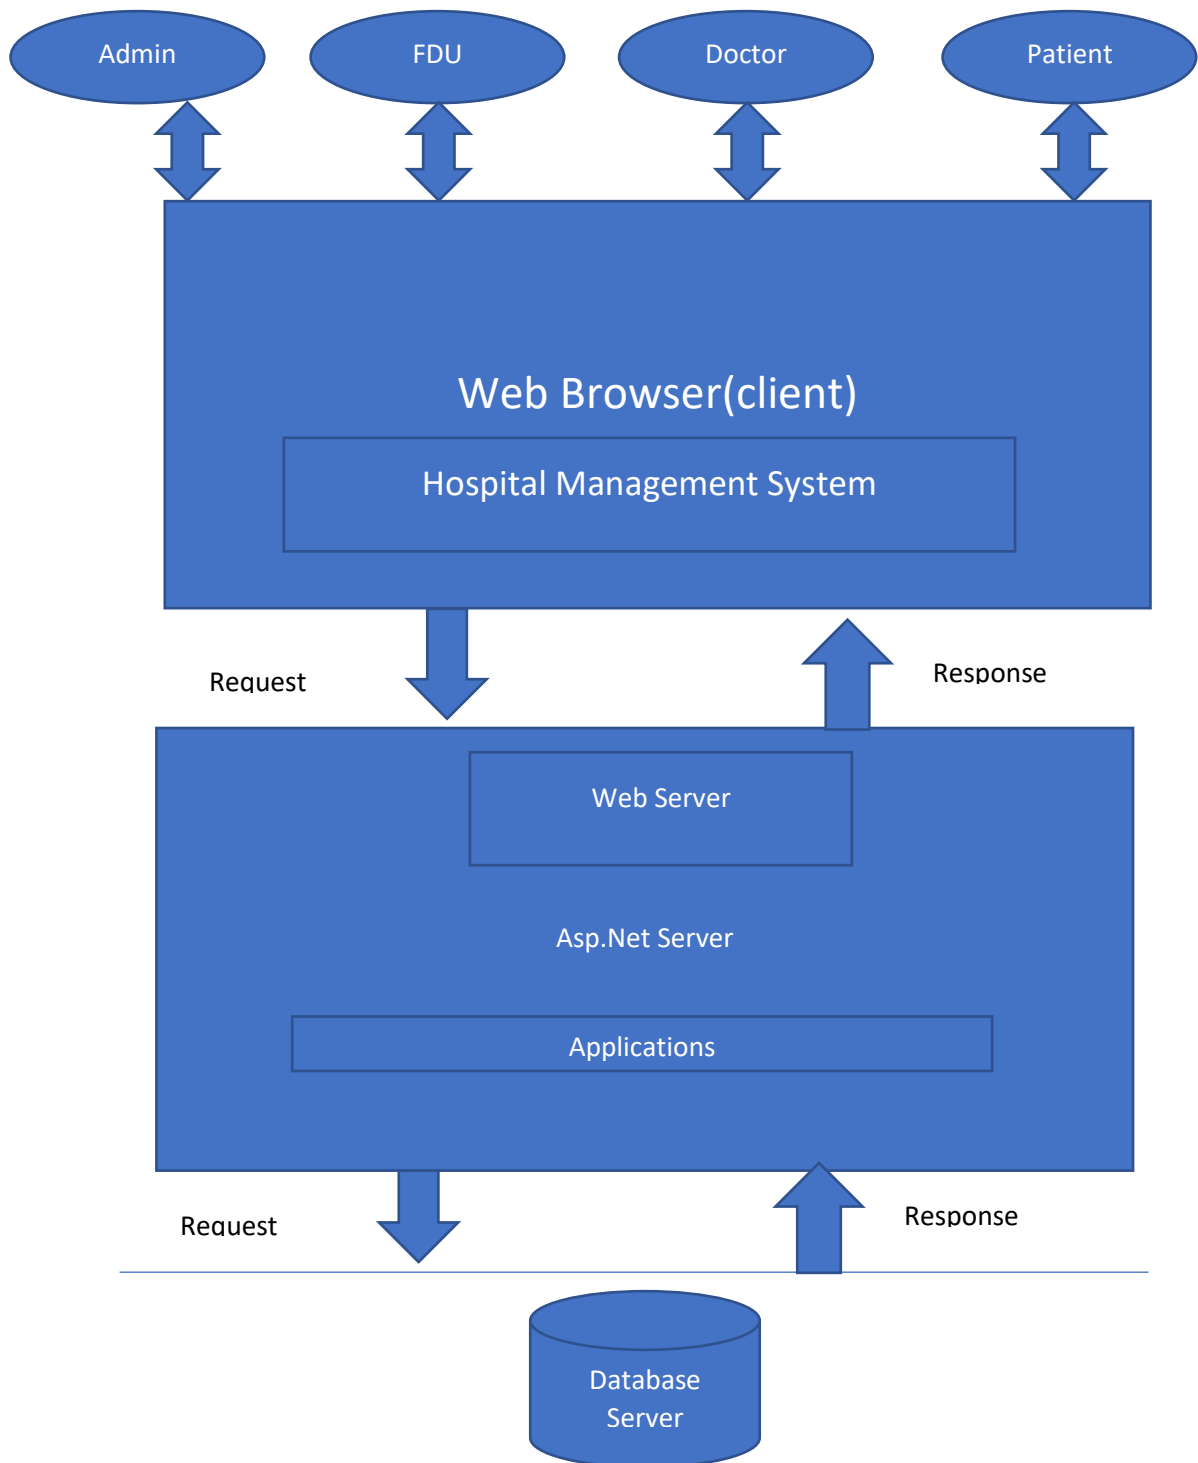 Admin
FDU
Doctor
Patient
Web Browser(client)
Hospital Management System
Request
Response
Web Server
Asp.Net Server
Applications
Request
Response
Database
Server